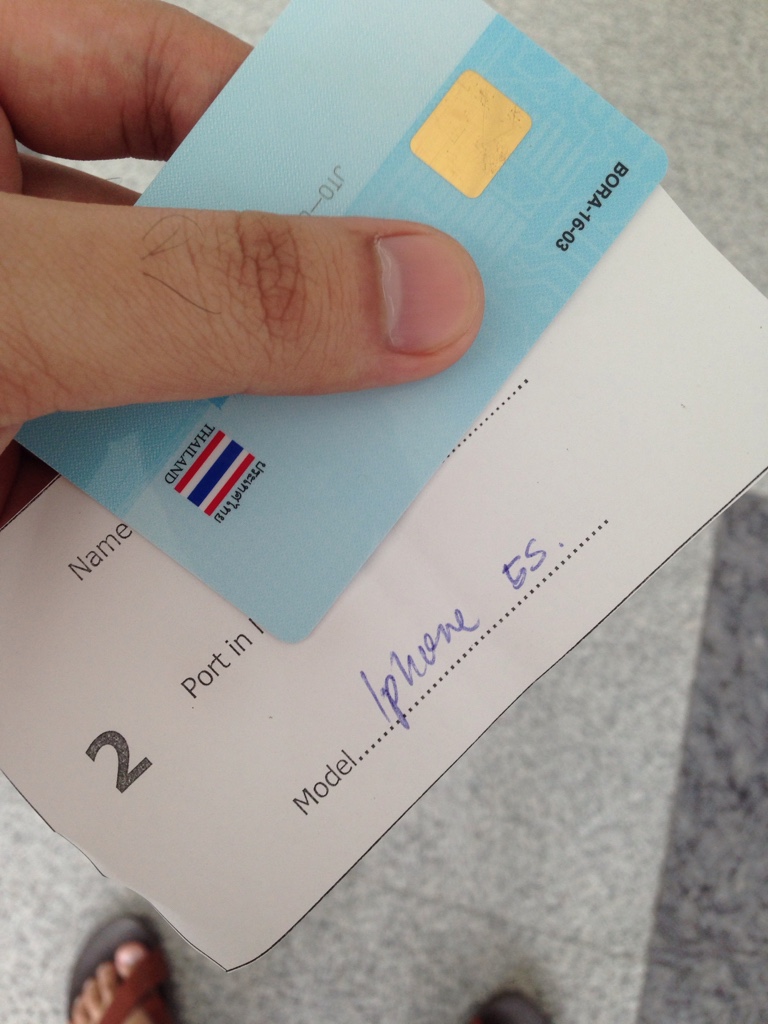 BORA-16-03
JT0-
THAILAND
ประเทศไทย
Name
Port in
2
Model
Iphone 5S.